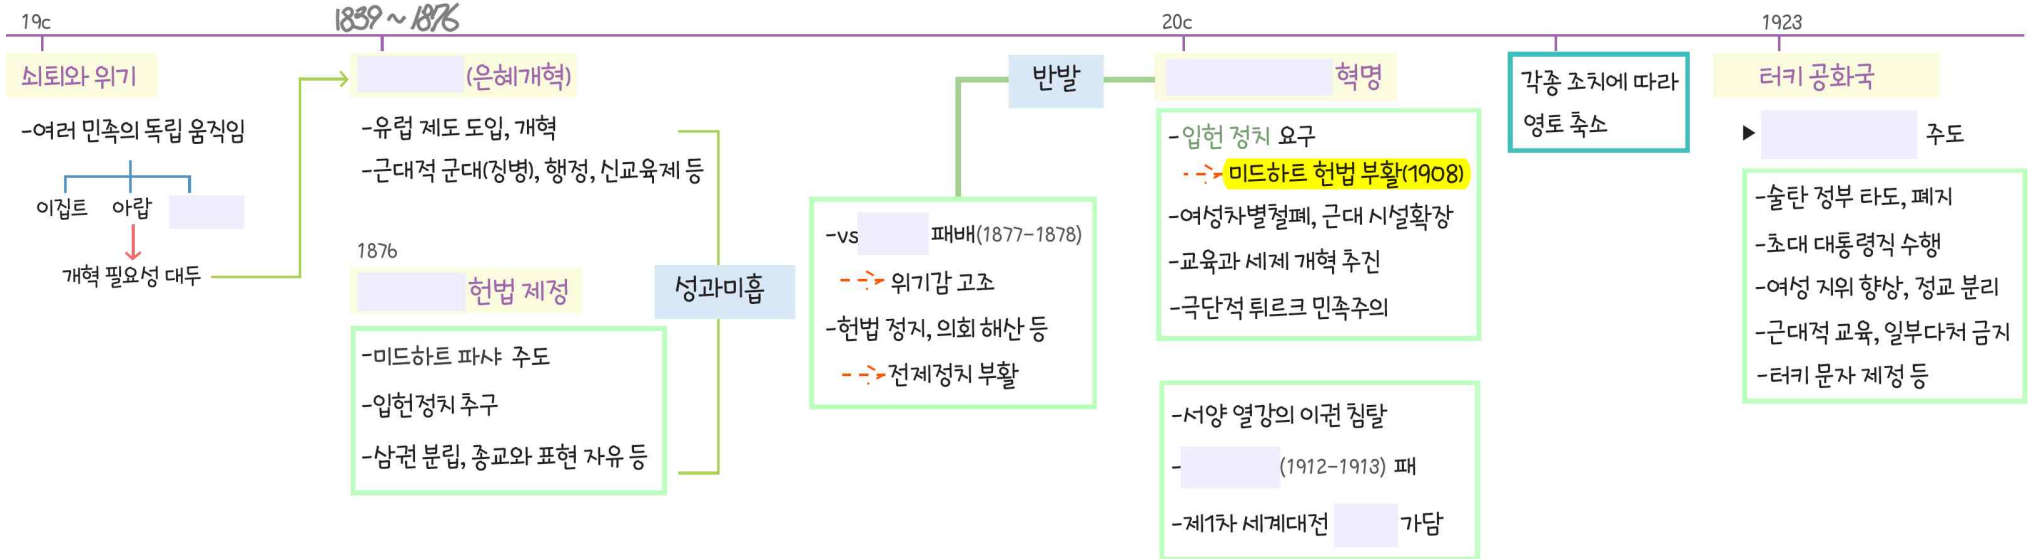 19c
쇠퇴와 위기
-여러 민족의 독립 움직임
이집트 아랍
개혁 필요성 대두
1839 ~ 1876
(은혜개혁)
-유럽 제도 도입, 개혁
-근대적 군대(징병), 행정, 신교육제 등
1876
헌법 제정
-미드하트 파샤 주도
-입헌정치 추구
-삼권 분립, 종교와 표현 자유 등
성과미흡
-vs 패배(1877-1878)
위기감 고조
-헌법 정지, 의회 해산 등
전제정치 부활
반발
20c
혁명
-입헌 정치 요구
미드하트 헌법 부활(1908)
-여성차별철폐, 근대 시설확장
-교육과 세제 개혁 추진
-극단적 튀르크 민족주의
-서양 열강의 이권 침탈
- (1912-1913) 패
-제1차 세계대전 가담
각종 조치에 따라
영토 축소
1923
터키 공화국
▶ 주도
-술탄 정부 타도, 폐지
-초대 대통령직 수행
-여성 지위 향상, 정교 분리
-근대적 교육, 일부다처 금지
-터키 문자 제정 등